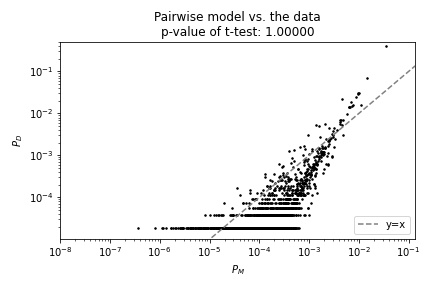 Pairwise model vs. the data
p-value of t-test: 1.00000
10⁻¹
10⁻²
10⁻³
10⁻⁴
P_D
y=x
10⁻⁸ 10⁻⁷ 10⁻⁶ 10⁻⁵ 10⁻⁴ 10⁻³ 10⁻² 10⁻¹
P_M